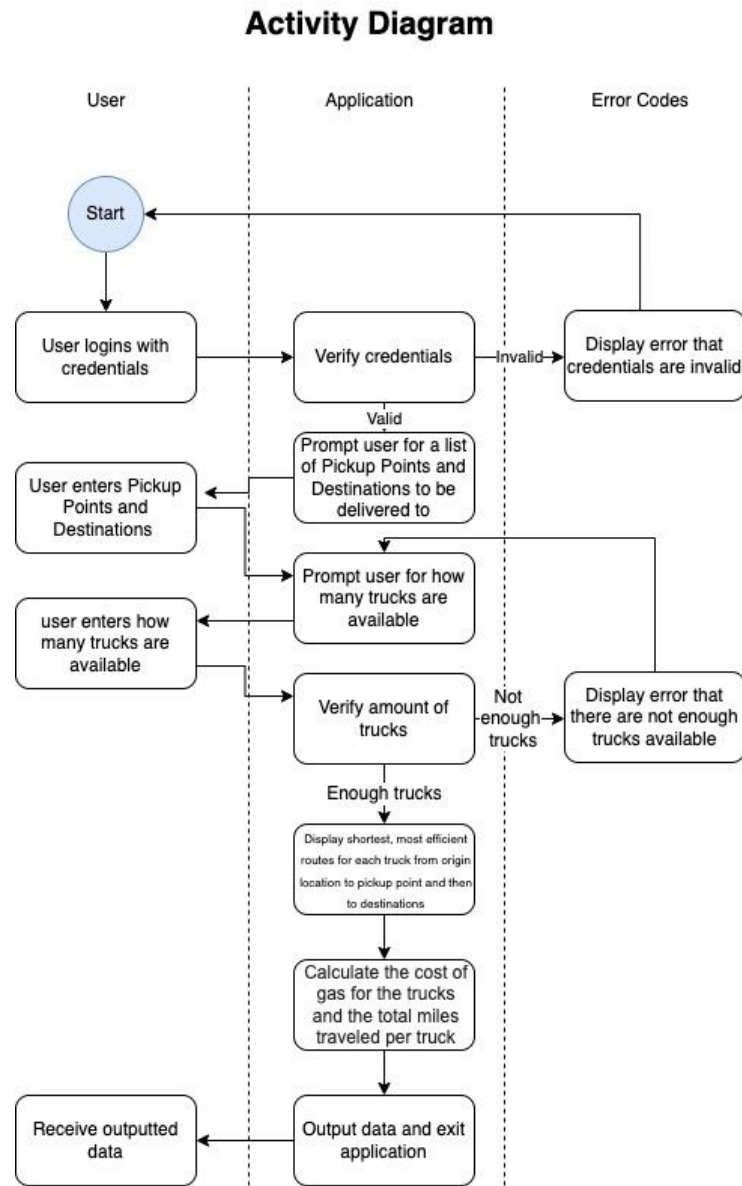 Activity Diagram
User
Application
Error Codes
Start
User logins with
credentials
Verify credentials
Invalid
Display error that
credentials are invalid
Valid
Prompt user for a list
of Pickup Points and
Destinations to be
delivered to
User enters Pickup
Points and
Destinations
Prompt user for how
many trucks are
available
user enters how
many trucks are
available
Verify amount of
trucks
Not
enough
trucks
Display error that
there are not enough
trucks available
Enough trucks
Display shortest, most efficient
routes for each truck from origin
location to pickup point and then
to destinations
Calculate the cost of
gas for the trucks
and the total miles
traveled per truck
Output data and exit
application
Receive outputted
data